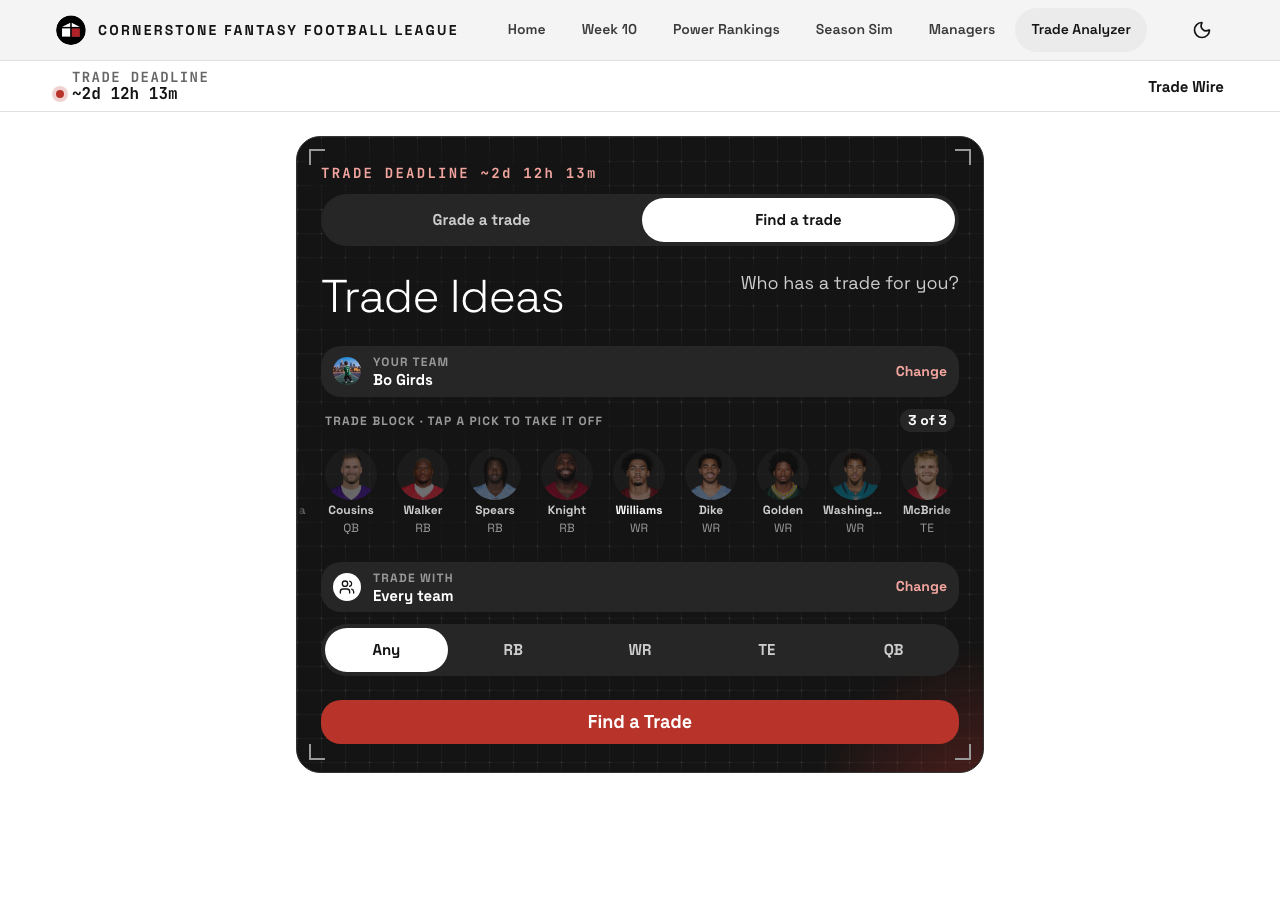 CORNERSTONE FANTASY FOOTBALL LEAGUE
Home
Week 10
Power Rankings
Season Sim
Managers
Trade Analyzer
TRADE DEADLINE
~2d 12h 13m
Trade Wire
TRADE DEADLINE ~2d 12h 13m
Grade a trade
Find a trade
Trade Ideas
Who has a trade for you?
YOUR TEAM
Bo Girds
Change
TRADE BLOCK · TAP A PICK TO TAKE IT OFF
3 of 3
a
Cousins
QB
Walker
RB
Spears
RB
Knight
RB
Williams
WR
Dike
WR
Golden
WR
Washing...
WR
McBride
TE
TRADE WITH
Every team
Change
Any
RB
WR
TE
QB
Find a Trade